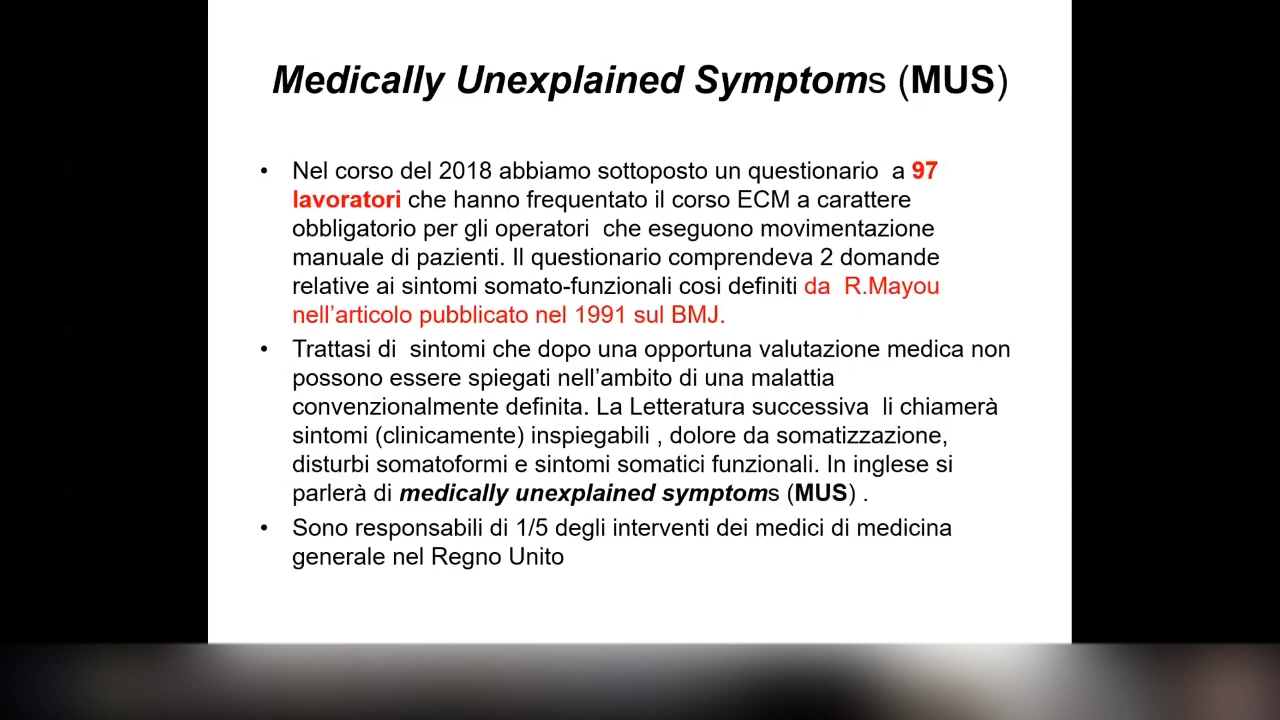 Medically Unexplained Symptoms (MUS)
• Nel corso del 2018 abbiamo sottoposto un questionario a 97
lavoratori che hanno frequentato il corso ECM a carattere
obbligatorio per gli operatori che eseguono movimentazione
manuale di pazienti. Il questionario comprendeva 2 domande
relative ai sintomi somato-funzionali cosi definiti da R.Mayou
nell’articolo pubblicato nel 1991 sul BMJ.
• Trattasi di sintomi che dopo una opportuna valutazione medica non
possono essere spiegati nell’ambito di una malattia
convenzionalmente definita. La Letteratura successiva li chiamerà
sintomi (clinicamente) inspiegabili , dolore da somatizzazione,
disturbi somatoformi e sintomi somatici funzionali. In inglese si
parlerà di medically unexplained symptoms (MUS) .
• Sono responsabili di 1/5 degli interventi dei medici di medicina
generale nel Regno Unito